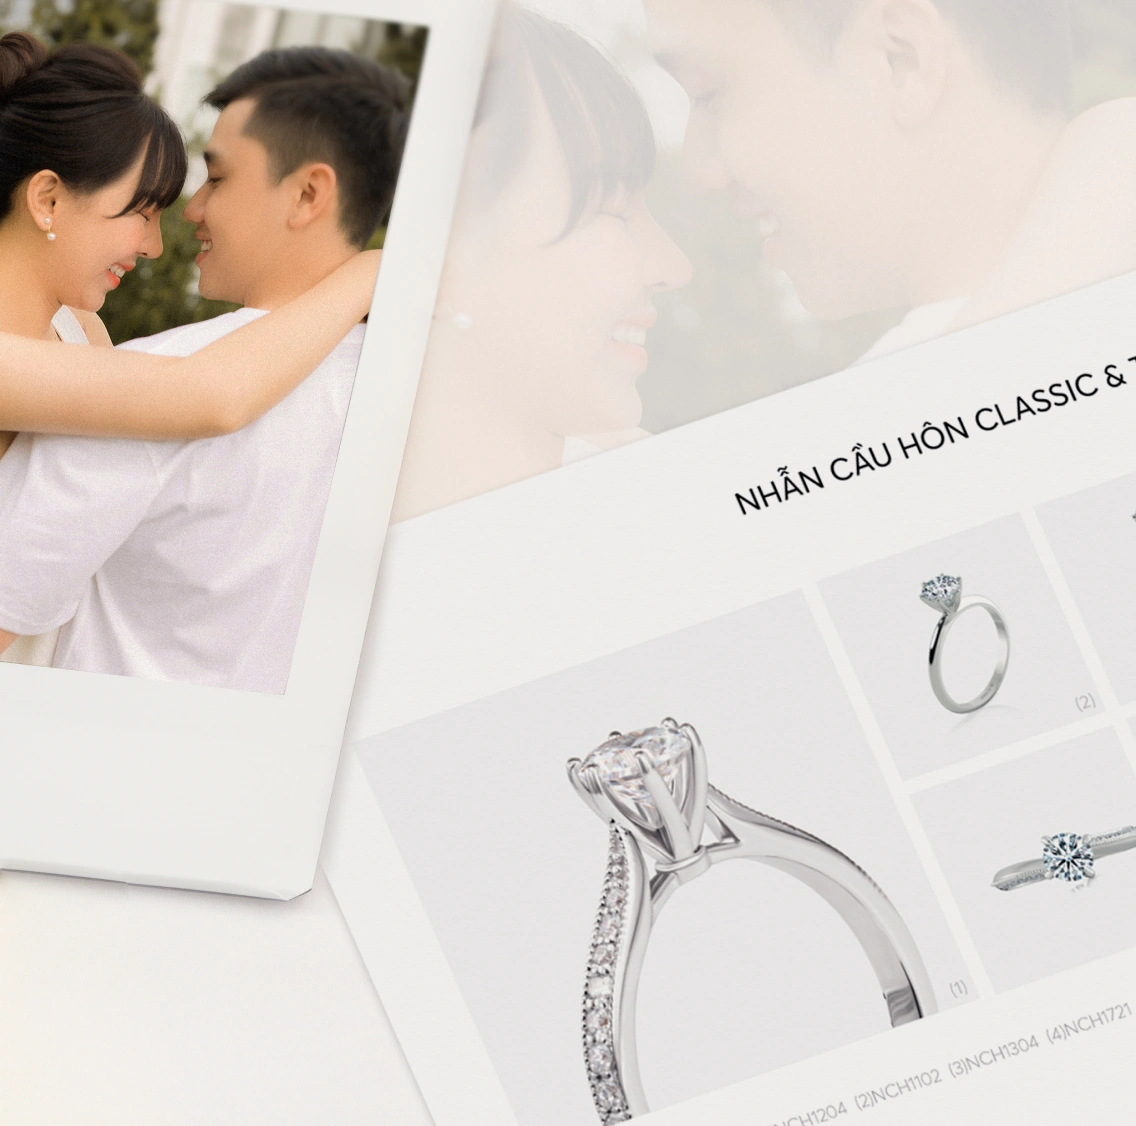 NHẪN CẦU HÔN CLASSIC &
(2)
(1)
(2)NCH1102 (3)NCH1304 (4)NCH1721